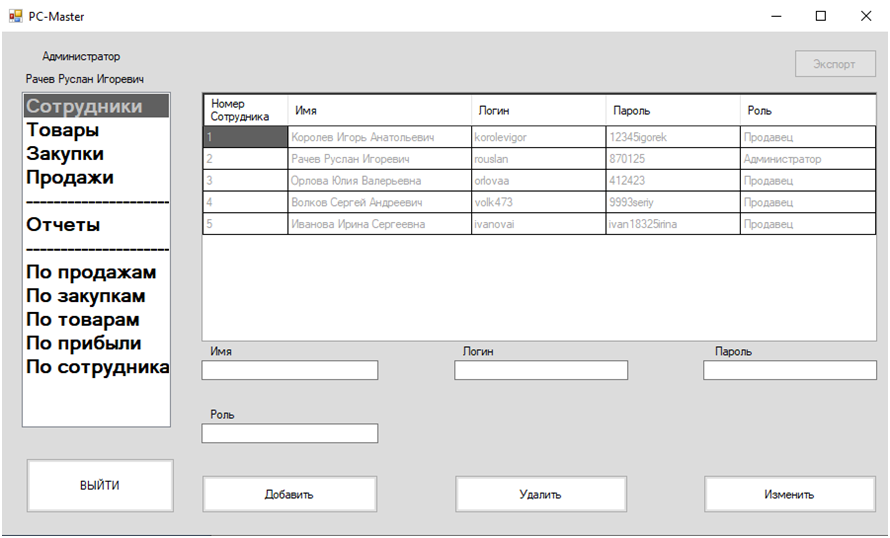 PC-Master
Администратор
Рачев Руслан Игоревич
Экспорт
Сотрудники
Товары
Закупки
Продажи
----------------------
Отчеты
----------------------
По продажам
По закупкам
По товарам
По прибыли
По сотрудника
Номер Сотрудника Имя Логин Пароль Роль
1 Королев Игорь Анатольевич korolevigor 12345igorek Продавец
2 Рачев Руслан Игоревич rouslan 870125 Администратор
3 Орлова Юлия Валерьевна orlovaa 412423 Продавец
4 Волков Сергей Андреевич volk473 9993seriy Продавец
5 Иванова Ирина Сергеевна ivanovai ivan18325irina Продавец
Имя Логин Пароль
Роль
ВЫЙТИ
Добавить Удалить Изменить